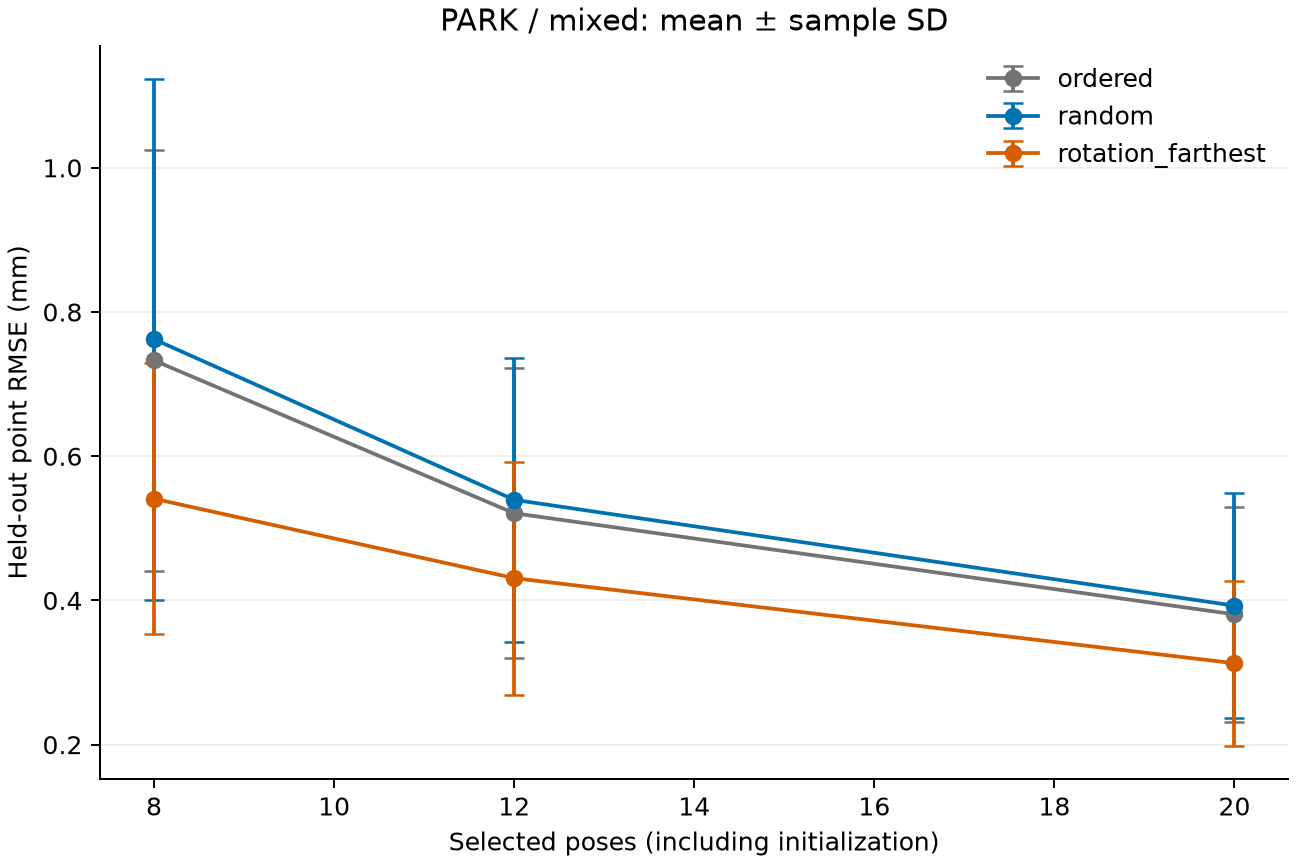 PARK / mixed: mean ± sample SD
ordered
random
rotation_farthest
Held-out point RMSE (mm)
1.0
0.8
0.6
0.4
0.2
8 10 12 14 16 18 20
Selected poses (including initialization)